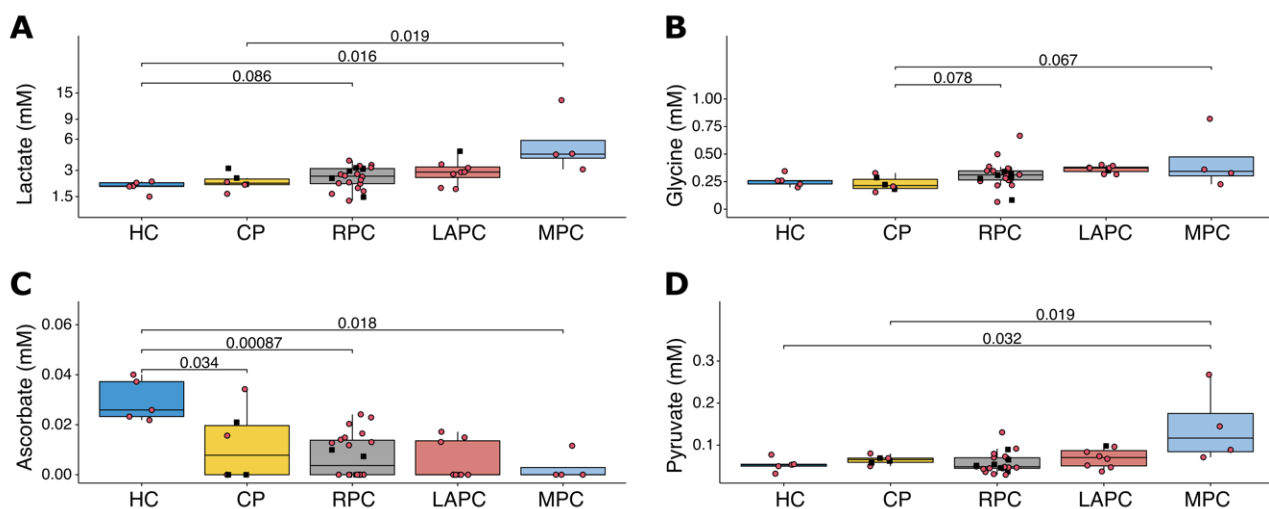 A
Lactate (mM)
15
9
6
3
1.5
0.019
0.016
0.086
HC CP RPC LAPC MPC
B
Glycine (mM)
1.00
0.75
0.50
0.25
0
0.067
0.078
HC CP RPC LAPC MPC
C
Ascorbate (mM)
0.06
0.04
0.02
0.00
0.018
0.00087
0.034
HC CP RPC LAPC MPC
D
Pyruvate (mM)
0.3
0.2
0.1
0.019
0.032
HC CP RPC LAPC MPC